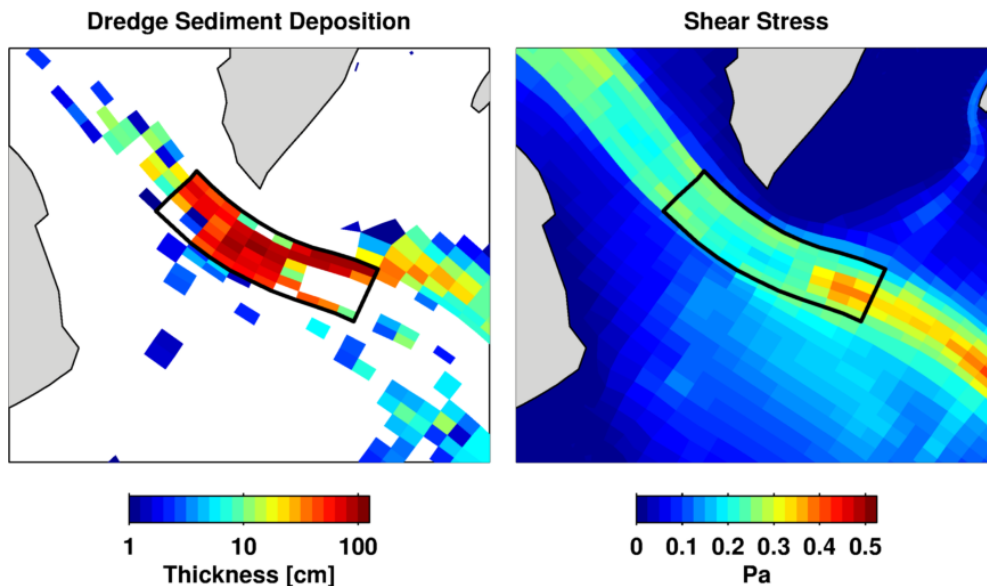 Dredge Sediment Deposition
Shear Stress
1 10 100
Thickness [cm]
0 0.1 0.2 0.3 0.4 0.5
Pa